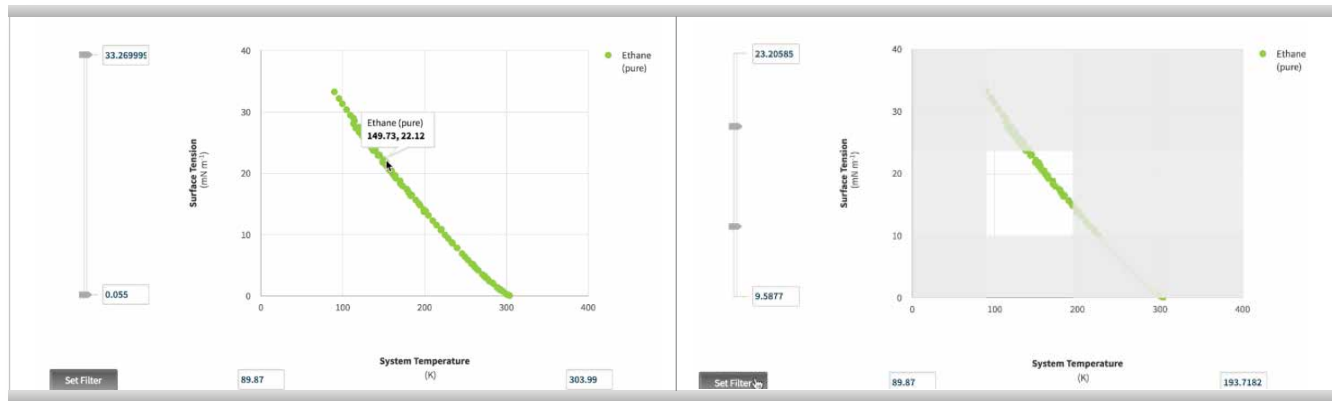 33.269999
0.055
40
30
20
10
0
0 100 200 300 400
Surface Tension
(mN m⁻¹)
Ethane (pure)
149.73, 22.12
Ethane
(pure)
System Temperature
(K)
Set Filter
89.87
303.99
23.20585
9.5877
40
30
20
10
0
0 100 200 300 400
Surface Tension
(mN m⁻¹)
Ethane
(pure)
System Temperature
(K)
Set Filter
89.87
193.7182